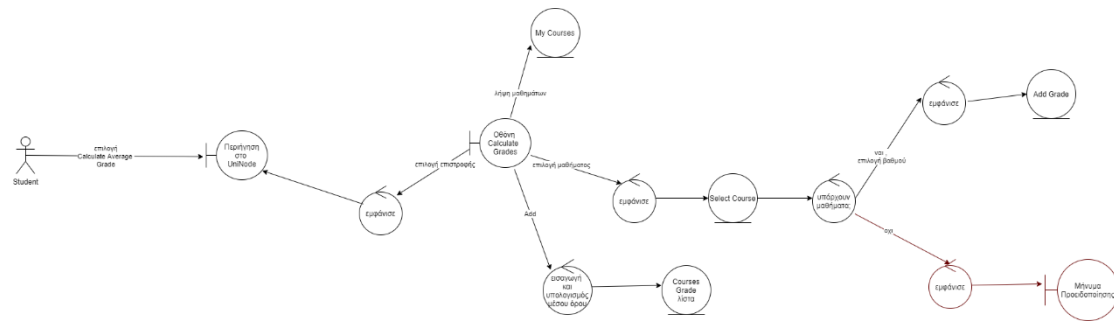 My Courses
λήψη μαθημάτων
εμφάνισε
Add Grade
επιλογή
Calculate Average
Grade
Student
Περιήγηση
στο
UniNode
Οθόνη
Calculate
Grades
επιλογή επιστροφής
εμφάνισε
επιλογή μαθήματος
εμφάνισε
Select Course
υπάρχουν
μαθήματα;
ναι ,
επιλογή βαθμού
Add
όχι
εισαγωγή
και
υπολογισμός
μέσου όρου
Courses
Grade
λίστα
εμφάνισε
Μήνυμα
Προειδοποίησης